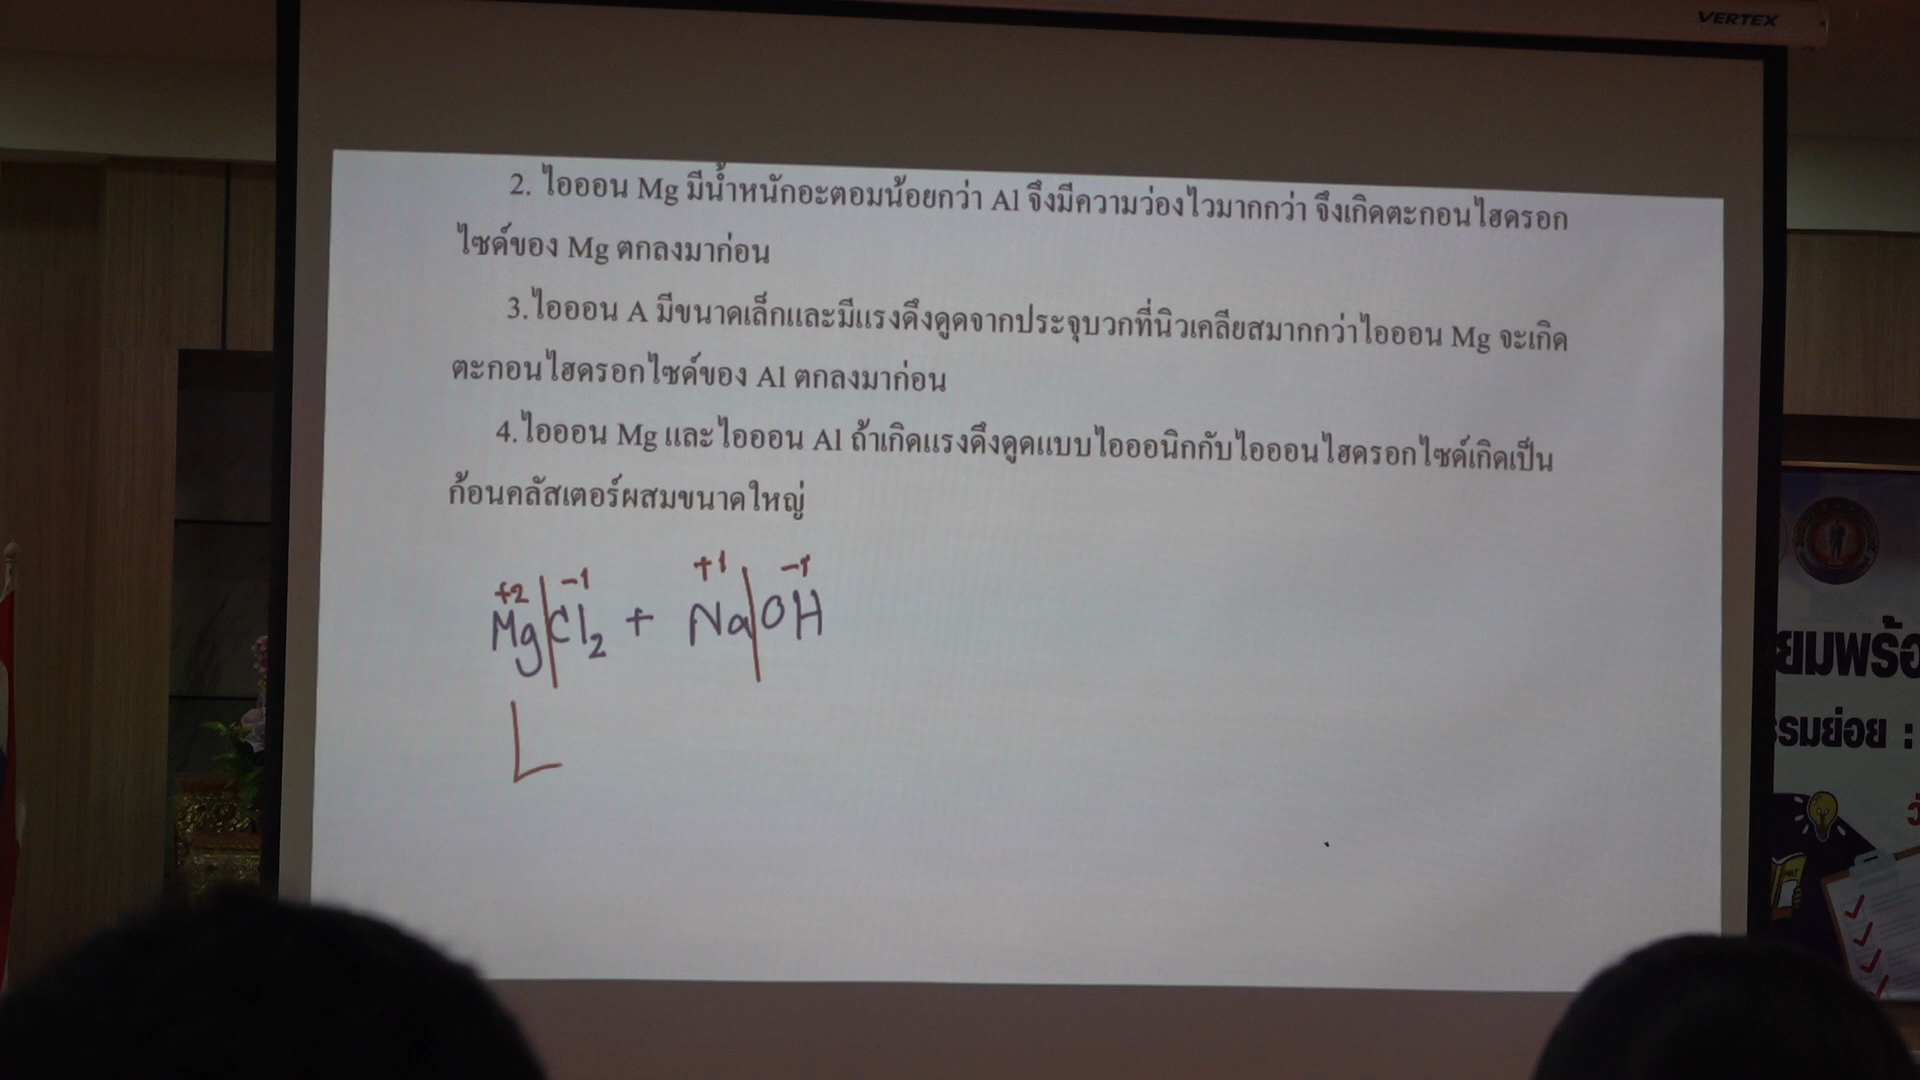 VERTEX
2. ไอออน Mg มีน้ำหนักอะตอมน้อยกว่า Al จึงมีความว่องไวมากกว่า จึงเกิดตะกอนไฮดรอก
ไซด์ของ Mg ตกลงมาก่อน
3.ไอออน A มีขนาดเล็กและมีแรงดึงดูดจากประจุบวกที่นิวเคลียสมากกว่าไอออน Mg จะเกิด
ตะกอนไฮดรอกไซด์ของ Al ตกลงมาก่อน
4.ไอออน Mg และไอออน Al ถ้าเกิดแรงดึงดูดแบบไอออนิกกับไอออนไฮดรอกไซด์เกิดเป็น
ก้อนคลัสเตอร์ผสมขนาดใหญ่
+2 -1 +1 -1
Mg|Cl₂ + Na|OH
ยมพร้อ
รมย่อย :